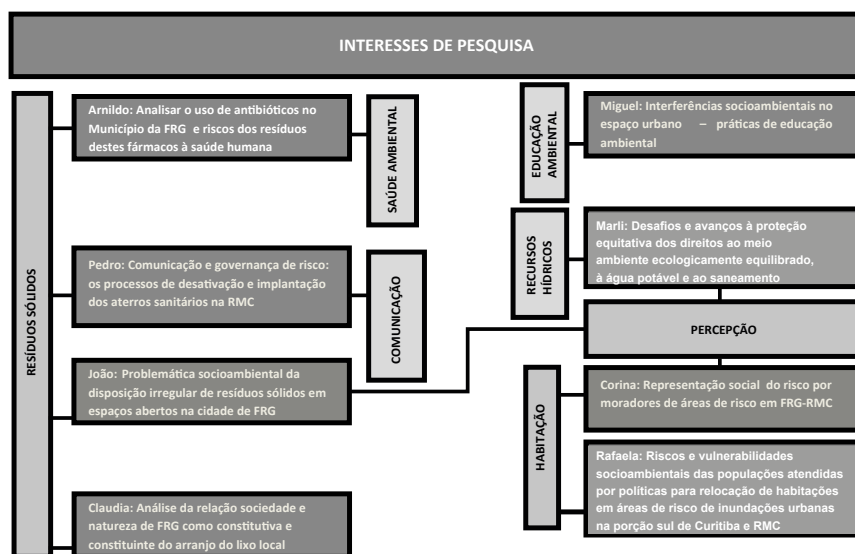 INTERESSES DE PESQUISA
RESÍDUOS SÓLIDOS
Arnildo: Analisar o uso de antibióticos no
Município da FRG e riscos dos resíduos
destes fármacos à saúde humana
SAÚDE AMBIENTAL
Pedro: Comunicação e governança de risco:
os processos de desativação e implantação
dos aterros sanitários na RMC
COMUNICAÇÃO
João: Problemática socioambiental da
disposição irregular de resíduos sólidos em
espaços abertos na cidade de FRG
Claudia: Análise da relação sociedade e
natureza de FRG como constitutiva e
constituinte do arranjo do lixo local
EDUCAÇÃO
AMBIENTAL
Miguel: Interferências socioambientais no
espaço urbano – práticas de educação
ambiental
RECURSOS
HÍDRICOS
Marli: Desafios e avanços à proteção
equitativa dos direitos ao meio
ambiente ecologicamente equilibrado,
à água potável e ao saneamento
PERCEPÇÃO
HABITAÇÃO
Corina: Representação social do risco por
moradores de áreas de risco em FRG-RMC
Rafaela: Riscos e vulnerabilidades
socioambientais das populações atendidas
por políticas para relocação de habitações
em áreas de risco de inundações urbanas
na porção sul de Curitiba e RMC